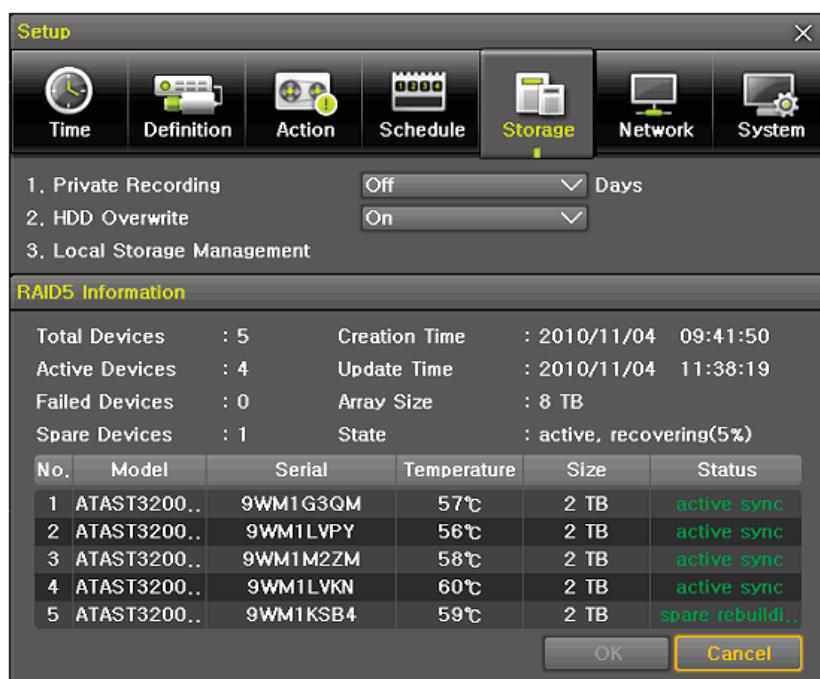 Setup
Time Definition Action Schedule Storage Network System
1. Private Recording Off Days
2. HDD Overwrite On
3. Local Storage Management
RAID5 Information
Total Devices : 5 Creation Time : 2010/11/04 09:41:50
Active Devices : 4 Update Time : 2010/11/04 11:38:19
Failed Devices : 0 Array Size : 8 TB
Spare Devices : 1 State : active, recovering(5%)
No. Model Serial Temperature Size Status
1 ATAST3200.. 9WM1G3QM 57℃ 2 TB active sync
2 ATAST3200.. 9WM1LVPY 56℃ 2 TB active sync
3 ATAST3200.. 9WM1M2ZM 58℃ 2 TB active sync
4 ATAST3200.. 9WM1LVKN 60℃ 2 TB active sync
5 ATAST3200.. 9WM1KSB4 59℃ 2 TB spare rebuildi..
OK Cancel